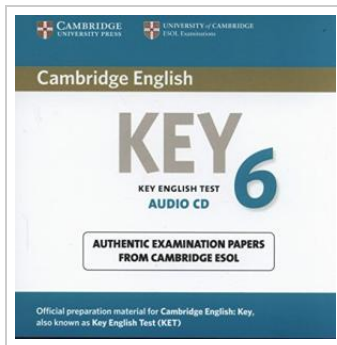 CAMBRIDGE UNIVERSITY PRESS
UNIVERSITY of CAMBRIDGE
ESOL Examinations
Cambridge English
KEY 6
KEY ENGLISH TEST
AUDIO CD
AUTHENTIC EXAMINATION PAPERS
FROM CAMBRIDGE ESOL
Official preparation material for Cambridge English: Key,
also known as Key English Test (KET)